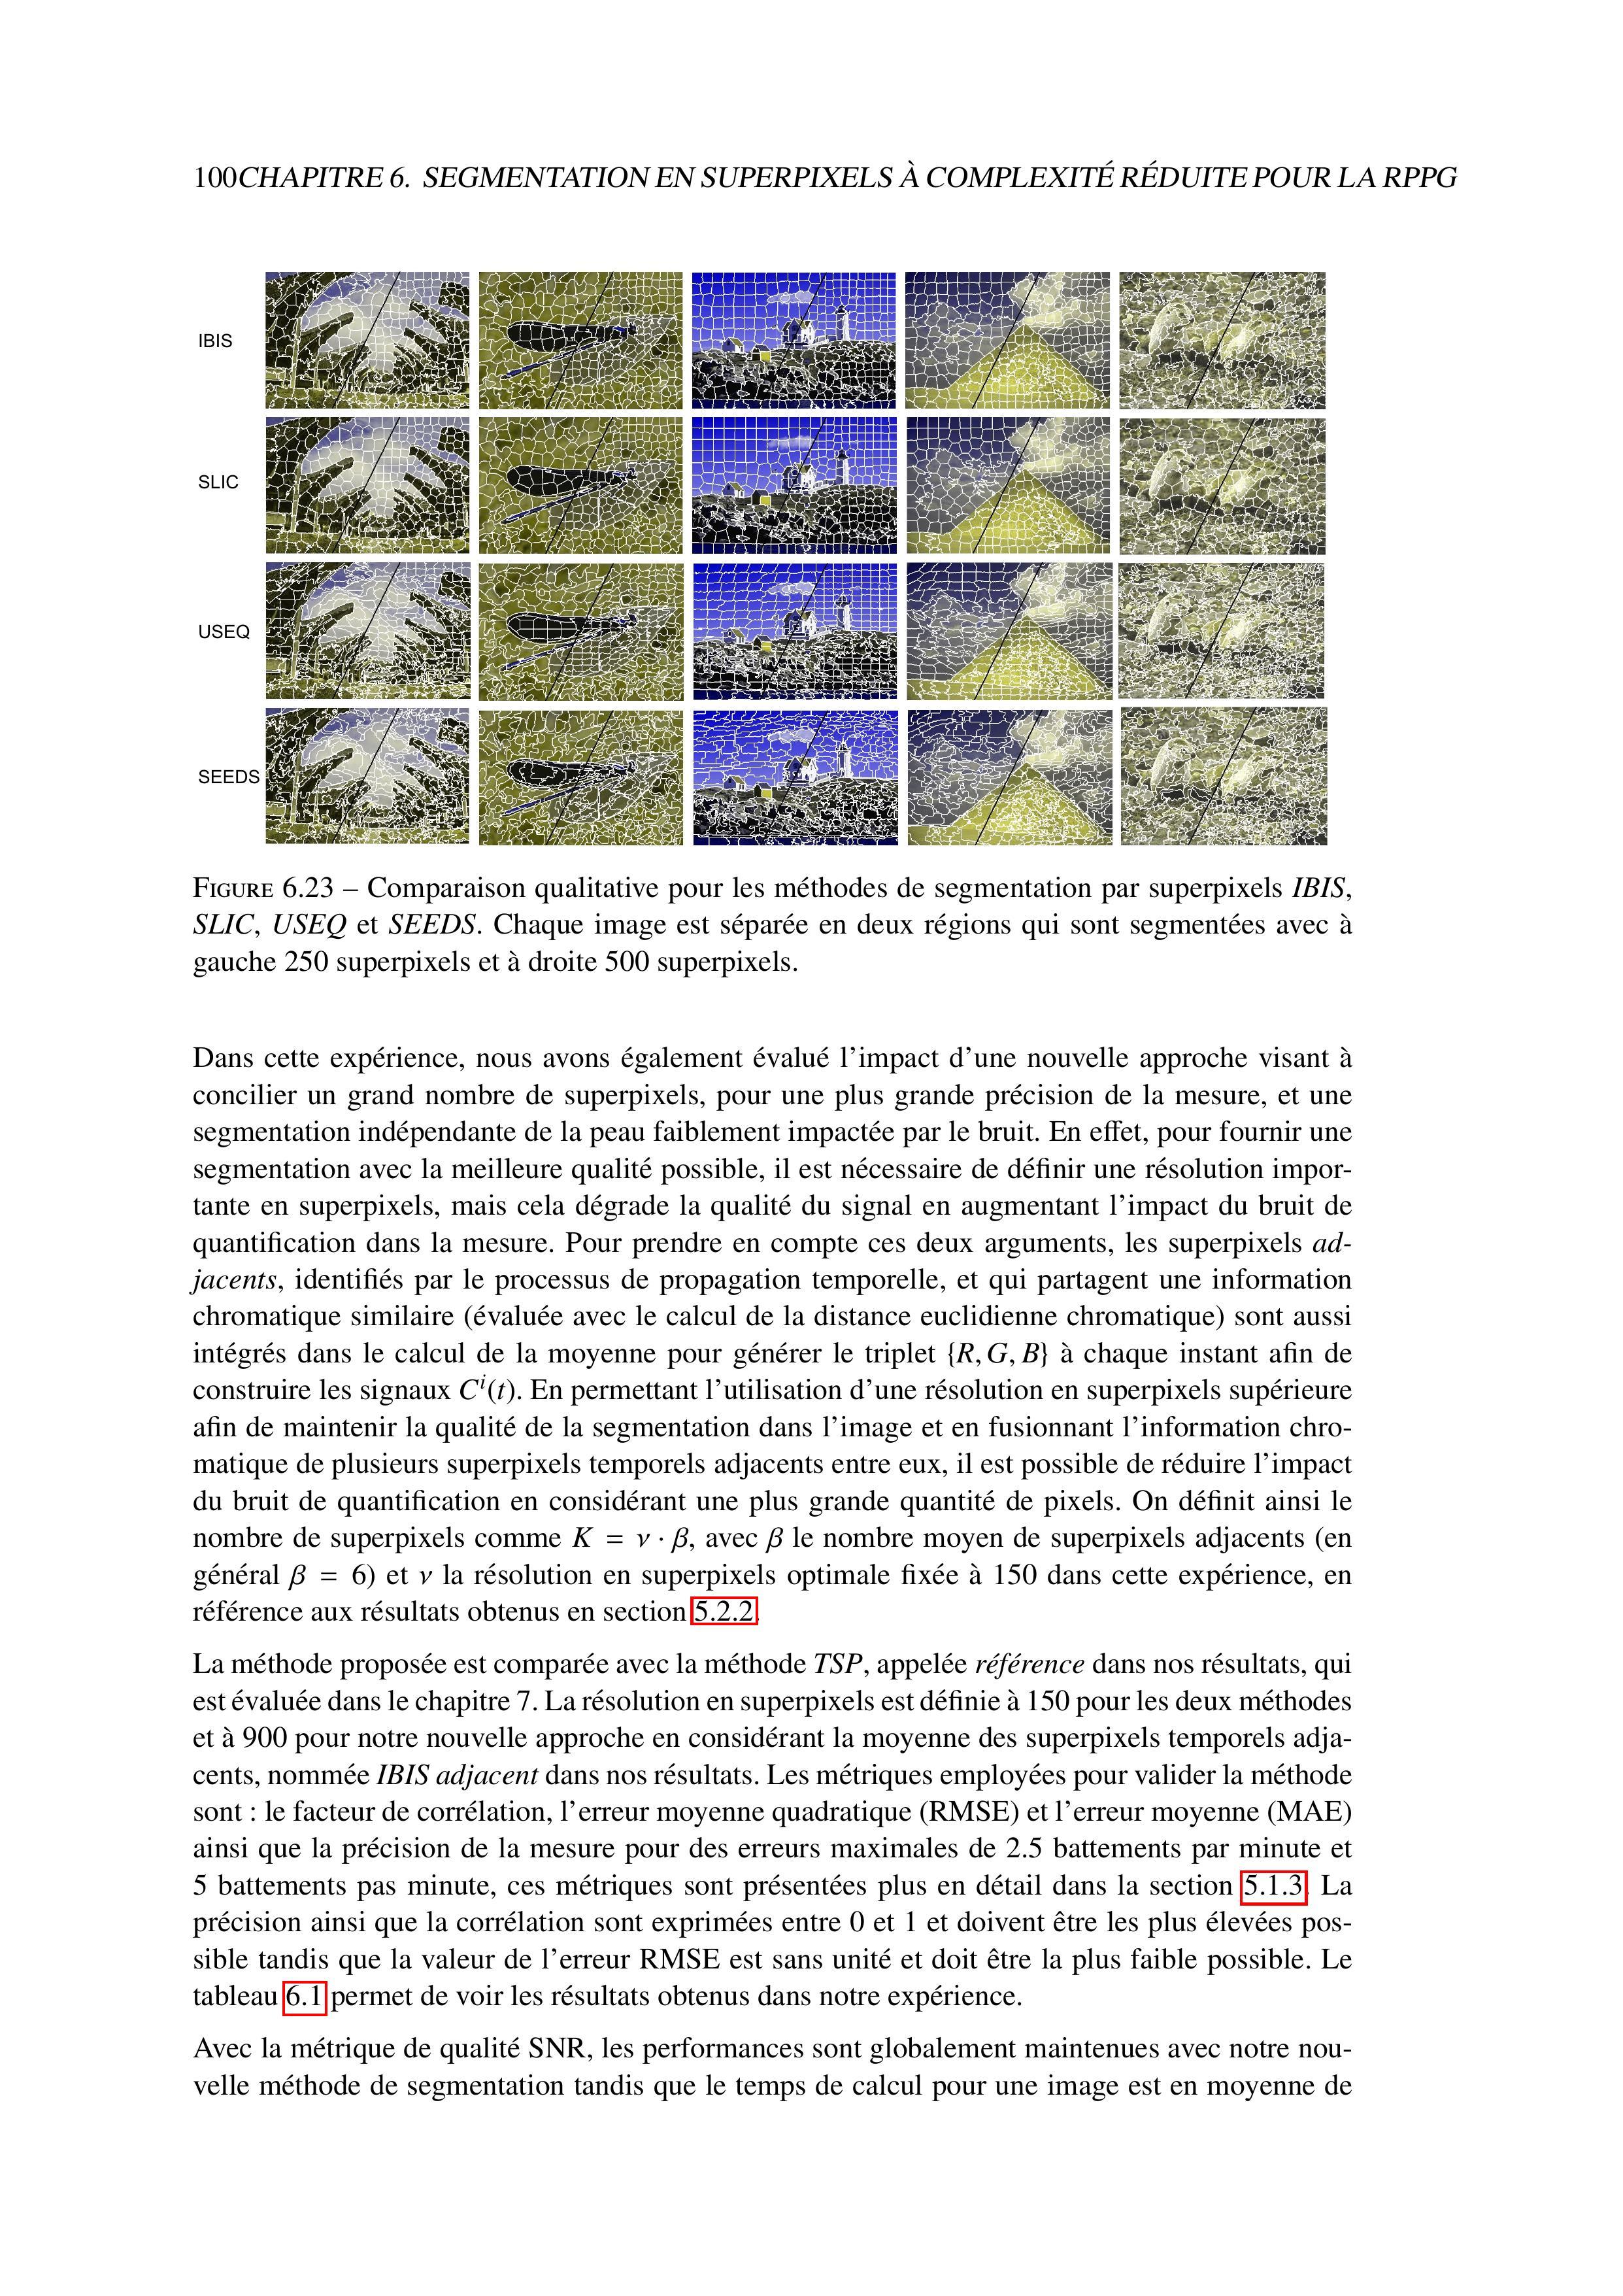 100CHAPITRE 6. SEGMENTATION EN SUPERPIXELS À COMPLEXITÉ RÉDUITE POUR LA RPPG
IBIS
SLIC
USEQ
SEEDS
FIGURE 6.23 – Comparaison qualitative pour les méthodes de segmentation par superpixels IBIS,
SLIC, USEQ et SEEDS. Chaque image est séparée en deux régions qui sont segmentées avec à
gauche 250 superpixels et à droite 500 superpixels.
Dans cette expérience, nous avons également évalué l'impact d'une nouvelle approche visant à
concilier un grand nombre de superpixels, pour une plus grande précision de la mesure, et une
segmentation indépendante de la peau faiblement impactée par le bruit. En effet, pour fournir une
segmentation avec la meilleure qualité possible, il est nécessaire de définir une résolution impor-
tante en superpixels, mais cela dégrade la qualité du signal en augmentant l'impact du bruit de
quantification dans la mesure. Pour prendre en compte ces deux arguments, les superpixels ad-
jacents, identifiés par le processus de propagation temporelle, et qui partagent une information
chromatique similaire (évaluée avec le calcul de la distance euclidienne chromatique) sont aussi
intégrés dans le calcul de la moyenne pour générer le triplet {R, G, B} à chaque instant afin de
construire les signaux Cⁱ(t). En permettant l'utilisation d'une résolution en superpixels supérieure
afin de maintenir la qualité de la segmentation dans l'image et en fusionnant l'information chro-
matique de plusieurs superpixels temporels adjacents entre eux, il est possible de réduire l'impact
du bruit de quantification en considérant une plus grande quantité de pixels. On définit ainsi le
nombre de superpixels comme K = ν · β, avec β le nombre moyen de superpixels adjacents (en
général β = 6) et ν la résolution en superpixels optimale fixée à 150 dans cette expérience, en
référence aux résultats obtenus en section 5.2.2.
La méthode proposée est comparée avec la méthode TSP, appelée référence dans nos résultats, qui
est évaluée dans le chapitre 7. La résolution en superpixels est définie à 150 pour les deux méthodes
et à 900 pour notre nouvelle approche en considérant la moyenne des superpixels temporels adja-
cents, nommée IBIS adjacent dans nos résultats. Les métriques employées pour valider la méthode
sont : le facteur de corrélation, l'erreur moyenne quadratique (RMSE) et l'erreur moyenne (MAE)
ainsi que la précision de la mesure pour des erreurs maximales de 2.5 battements par minute et
5 battements pas minute, ces métriques sont présentées plus en détail dans la section 5.1.3. La
précision ainsi que la corrélation sont exprimées entre 0 et 1 et doivent être les plus élevées pos-
sible tandis que la valeur de l'erreur RMSE est sans unité et doit être la plus faible possible. Le
tableau 6.1 permet de voir les résultats obtenus dans notre expérience.
Avec la métrique de qualité SNR, les performances sont globalement maintenues avec notre nou-
velle méthode de segmentation tandis que le temps de calcul pour une image est en moyenne de